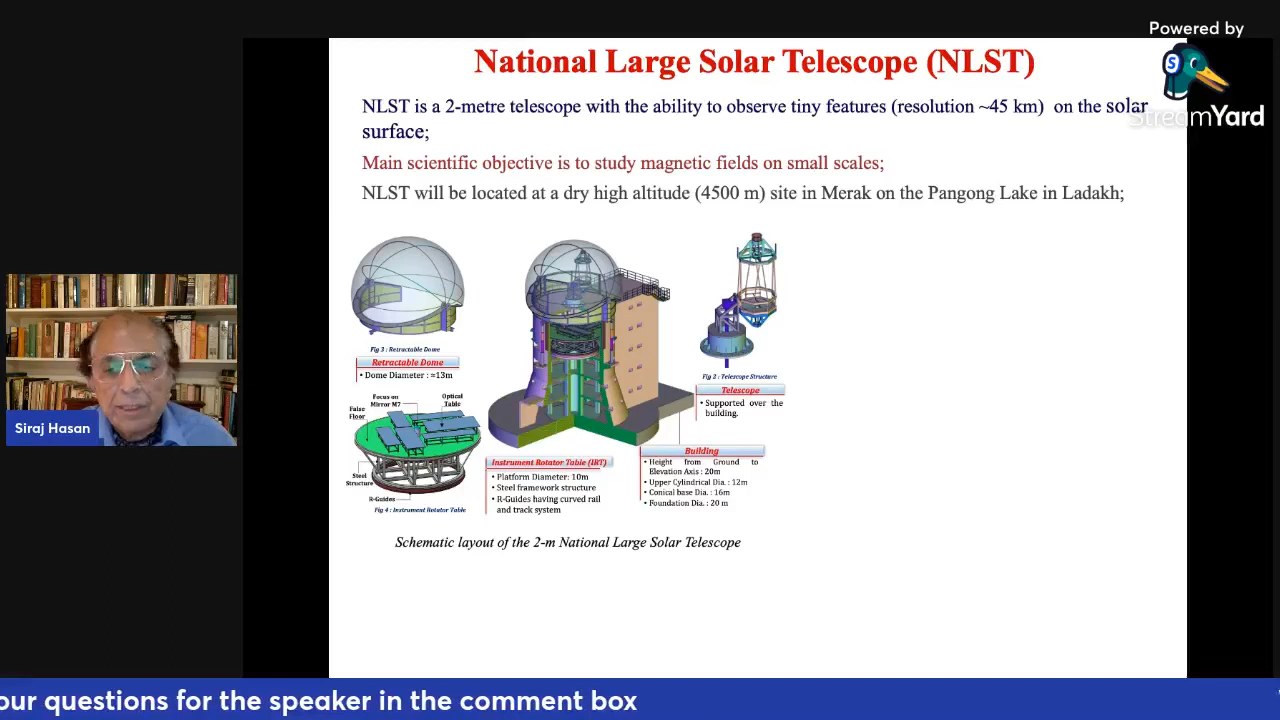 Powered by
StreamYard
National Large Solar Telescope (NLST)
NLST is a 2-metre telescope with the ability to observe tiny features (resolution ~45 km) on the solar
surface;
Main scientific objective is to study magnetic fields on small scales;
NLST will be located at a dry high altitude (4500 m) site in Merak on the Pangong Lake in Ladakh;
Fig 3 : Retractable Dome
Retractable Dome
• Dome Diameter : ≈13m
Focus on
Mirror M7
Optical
Table
False
Floor
Steel
Structure
R-Guides
Fig 4 : Instrument Rotator Table
Instrument Rotator Table (IRT)
• Platform Diameter: 10m
• Steel framework structure
• R-Guides having curved rail
and track system
Fig 2 : Telescope Structure
Telescope
• Supported over the
building.
Building
• Height from Ground to
Elevation Axis : 20m
• Upper Cylindrical Dia. : 12m
• Conical base Dia. : 16m
• Foundation Dia. : 20 m
Schematic layout of the 2-m National Large Solar Telescope
Siraj Hasan
our questions for the speaker in the comment box